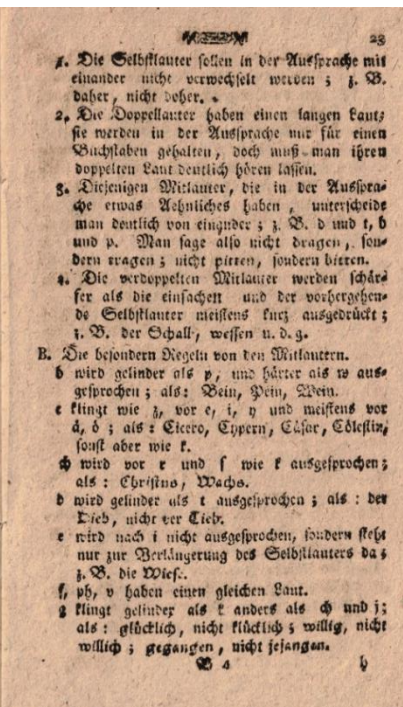 23
1. Die Selbstlauter sollen in der Aussprache mit
einander nicht verwechselt werden; z. B.
daher, nicht doher.
2. Die Doppellauter haben einen langen Laut;
sie werden in der Aussprache nur für einen
Buchstaben gehalten, doch muß man ihren
doppelten Laut deutlich hören lassen.
3. Diejenigen Mitlauter, die in der Ausspra-
che etwas Aehnliches haben, unterscheide
man deutlich von einander; z. B. d und t, b
und p. Man sage also nicht dragen, son-
dern tragen; nicht pitten, sondern bitten.
4. Die verdoppelten Mitlauter werden schär-
fer als die einfachen und der vorhergehen-
de Selbstlauter meistens kurz ausgedrückt;
z. B. der Schall, wessen u. d. g.
B. Die besondern Regeln von den Mitlautern.
b wird gelinder als p, und härter als w aus-
gesprochen; als: Bein, Pein, Wein.
c klingt wie z, vor e, i, y und meistens vor
ä, ö; als: Cicero, Cypern, Cäsar, Cölestin,
sonst aber wie k.
ch wird vor r und s wie k ausgesprochen;
als: Christus, Wachs.
d wird gelinder als t ausgesprochen; als: der
Dieb, nicht ter Tieb.
e wird nach i nicht ausgesprochen, sondern steht
nur zur Verlängerung des Selbstlauters da;
z. B. die Wiese.
f, ph, v haben einen gleichen Laut.
g klingt gelinder als k anders als ch und j;
als: glücklich, nicht klücklich; willig, nicht
willich; gegangen, nicht jejangen.
B 4 h